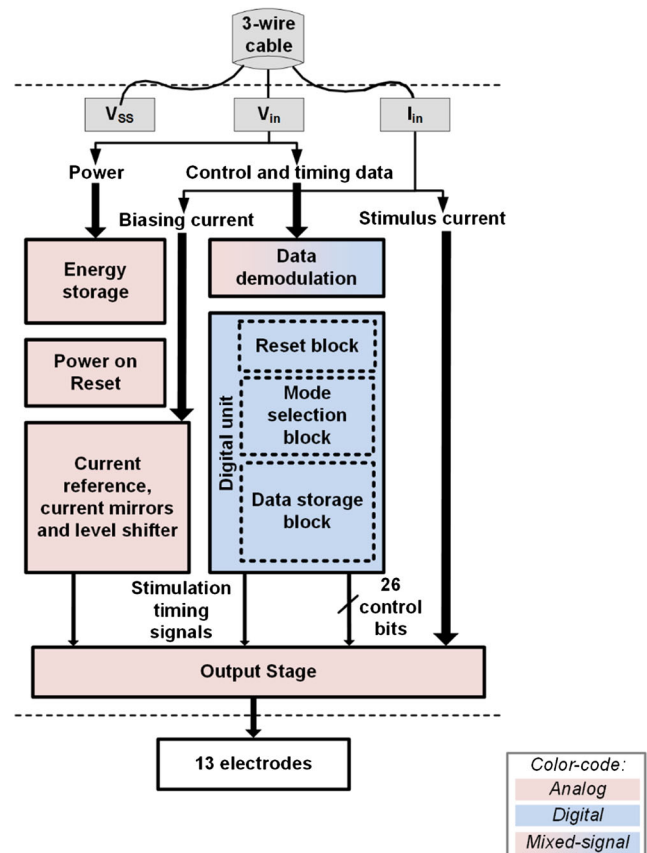 3-wire
cable
VSS
Vin
Iin
Power
Control and timing data
Biasing current
Stimulus current
Energy
storage
Data
demodulation
Power on
Reset
Digital unit
Reset block
Mode
selection
block
Data storage
block
Current
reference,
current mirrors
and level shifter
Stimulation
timing
signals
26
control
bits
Output Stage
13 electrodes
Color-code:
Analog
Digital
Mixed-signal